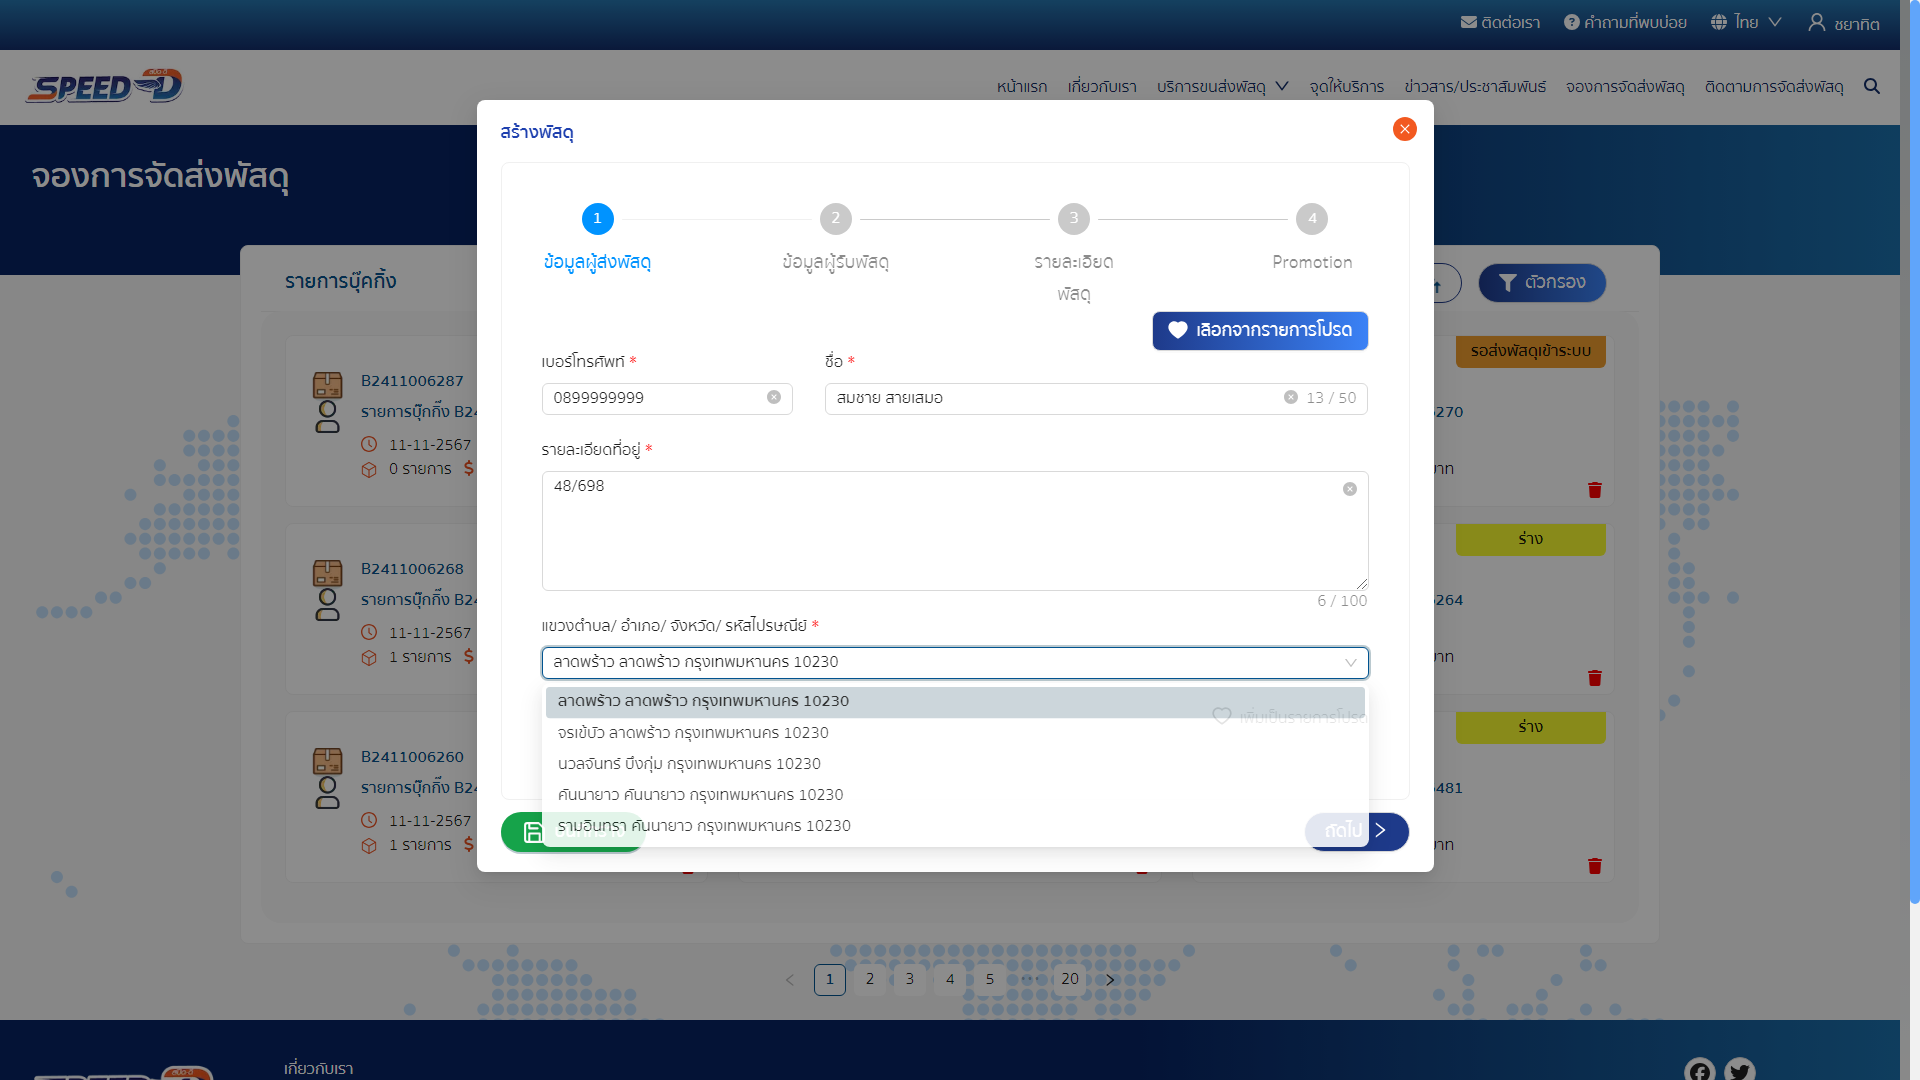 ติดต่อเรา คำถามที่พบบ่อย ไทย ชยาทิต
SPEED-D หน้าแรก เกี่ยวกับเรา บริการขนส่งพัสดุ จุดให้บริการ ข่าวสาร/ประชาสัมพันธ์ จองการจัดส่งพัสดุ ติดตามการจัดส่งพัสดุ
จองการจัดส่งพัสดุ
รายการบุ๊คกิ้ง
ตัวกรอง
B2411006287
รายการบุ๊กกิ้ง B24
11-11-2567
0 รายการ $
B2411006268
รายการบุ๊กกิ้ง B24
11-11-2567
1 รายการ $
B2411006260
รายการบุ๊กกิ้ง B24
11-11-2567
1 รายการ $
สร้างพัสดุ
1 2 3 4
ข้อมูลผู้ส่งพัสดุ ข้อมูลผู้รับพัสดุ รายละเอียด Promotion
พัสดุ
เลือกจากรายการโปรด
เบอร์โทรศัพท์ * ชื่อ *
0899999999 สมชาย สายเสมอ 13 / 50
รายละเอียดที่อยู่ *
48/698
6 / 100
แขวงตำบล/ อำเภอ/ จังหวัด/ รหัสไปรษณีย์ *
ลาดพร้าว ลาดพร้าว กรุงเทพมหานคร 10230
ลาดพร้าว ลาดพร้าว กรุงเทพมหานคร 10230
เพิ่มเป็นรายการโปรด
จรเข้บัว ลาดพร้าว กรุงเทพมหานคร 10230
นวลจันทร์ บึงกุ่ม กรุงเทพมหานคร 10230
คันนายาว คันนายาว กรุงเทพมหานคร 10230
รามอินทรา คันนายาว กรุงเทพมหานคร 10230
ถัดไป
รอส่งพัสดุเข้าระบบ
270
ร่าง
264
ร่าง
481
1 2 3 4 5 ••• 20
เกี่ยวกับเรา